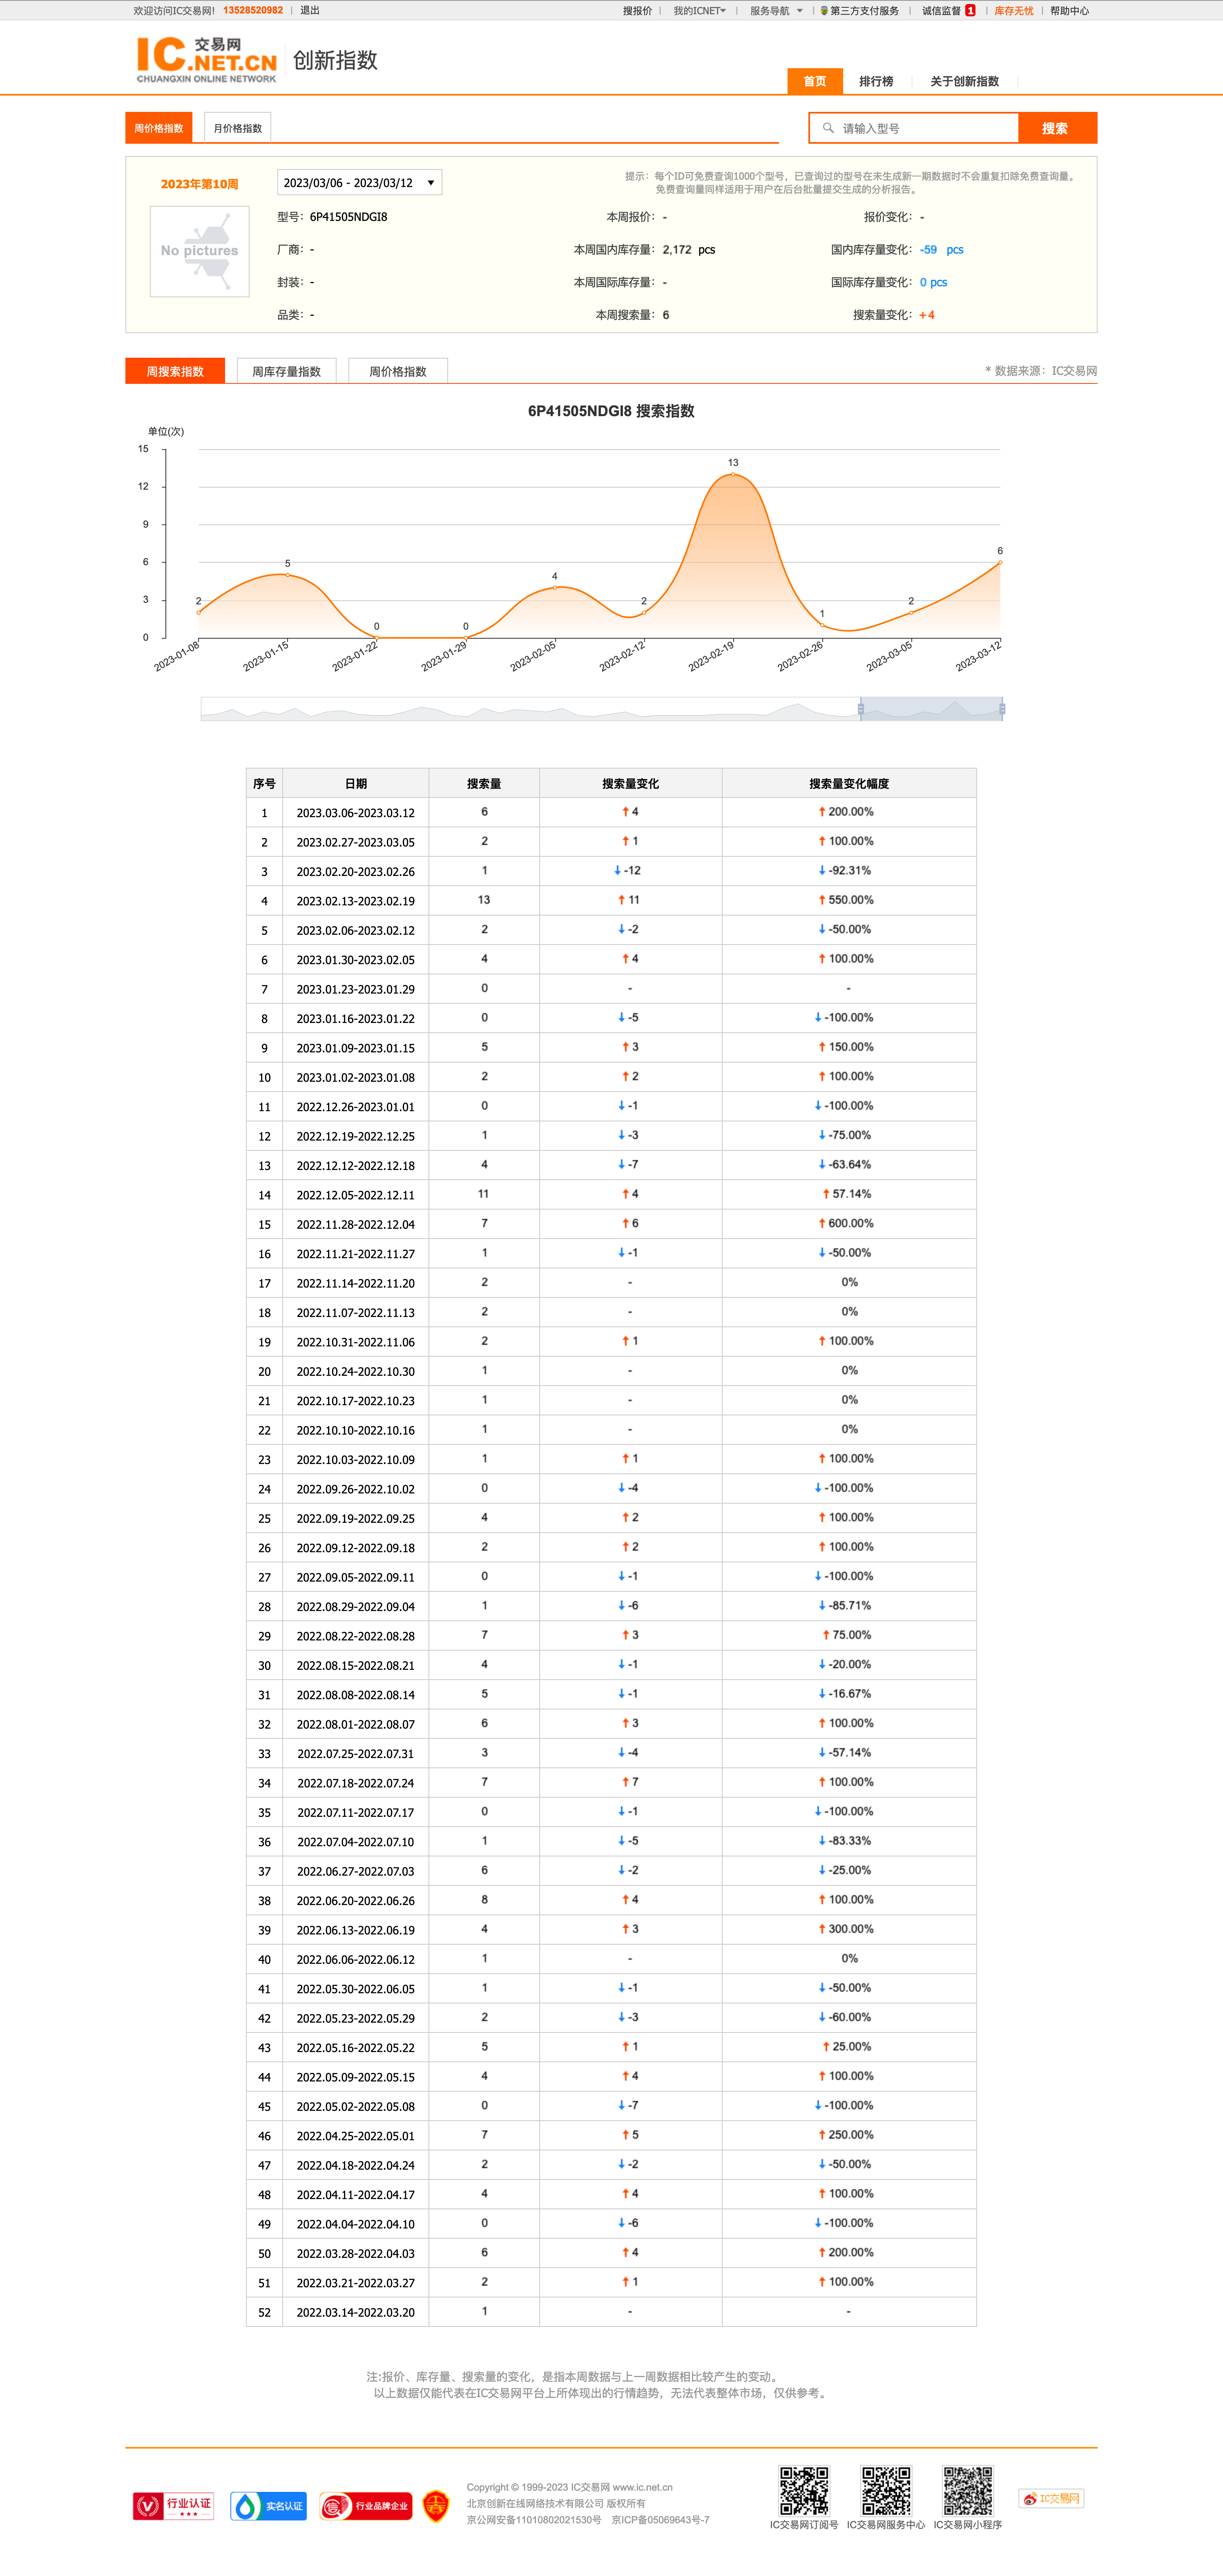 欢迎访问IC交易网! 13528520982 | 退出 搜报价 | 我的ICNET | 服务导航 | 第三方支付服务 | 诚信监督 1 | 库存无忧 | 帮助中心
IC 交易网
.NET.CN
CHUANGXIN ONLINE NETWORK
创新指数
首页 排行榜 关于创新指数
周价格指数 月价格指数 请输入型号 搜索
2023年第10周 2023/03/06 - 2023/03/12
提示：每个ID可免费查询1000个型号，已查询过的型号在未生成新一期数据时不会重复扣除免费查询量。
免费查询量同样适用于用户在后台批量提交生成的分析报告。
No pictures
型号：6P41505NDGI8 本周报价：- 报价变化：-
厂商：- 本周国内库存量：2,172 pcs 国内库存量变化：-59 pcs
封装：- 本周国际库存量：- 国际库存量变化：0 pcs
品类：- 本周搜索量：6 搜索量变化：+4
周搜索指数 周库存量指数 周价格指数 * 数据来源：IC交易网
6P41505NDGI8 搜索指数
单位(次)
15
12
9
6
3
0
2 5 0 0 4 2 13 1 2 6
2023-01-08 2023-01-15 2023-01-22 2023-01-29 2023-02-05 2023-02-12 2023-02-19 2023-02-26 2023-03-05 2023-03-12
序号 日期 搜索量 搜索量变化 搜索量变化幅度
1 2023.03.06-2023.03.12 6 ↑ 4 ↑ 200.00%
2 2023.02.27-2023.03.05 2 ↑ 1 ↑ 100.00%
3 2023.02.20-2023.02.26 1 ↓ -12 ↓ -92.31%
4 2023.02.13-2023.02.19 13 ↑ 11 ↑ 550.00%
5 2023.02.06-2023.02.12 2 ↓ -2 ↓ -50.00%
6 2023.01.30-2023.02.05 4 ↑ 4 ↑ 100.00%
7 2023.01.23-2023.01.29 0 - -
8 2023.01.16-2023.01.22 0 ↓ -5 ↓ -100.00%
9 2023.01.09-2023.01.15 5 ↑ 3 ↑ 150.00%
10 2023.01.02-2023.01.08 2 ↑ 2 ↑ 100.00%
11 2022.12.26-2023.01.01 0 ↓ -1 ↓ -100.00%
12 2022.12.19-2022.12.25 1 ↓ -3 ↓ -75.00%
13 2022.12.12-2022.12.18 4 ↓ -7 ↓ -63.64%
14 2022.12.05-2022.12.11 11 ↑ 4 ↑ 57.14%
15 2022.11.28-2022.12.04 7 ↑ 6 ↑ 600.00%
16 2022.11.21-2022.11.27 1 ↓ -1 ↓ -50.00%
17 2022.11.14-2022.11.20 2 - 0%
18 2022.11.07-2022.11.13 2 - 0%
19 2022.10.31-2022.11.06 2 ↑ 1 ↑ 100.00%
20 2022.10.24-2022.10.30 1 - 0%
21 2022.10.17-2022.10.23 1 - 0%
22 2022.10.10-2022.10.16 1 - 0%
23 2022.10.03-2022.10.09 1 ↑ 1 ↑ 100.00%
24 2022.09.26-2022.10.02 0 ↓ -4 ↓ -100.00%
25 2022.09.19-2022.09.25 4 ↑ 2 ↑ 100.00%
26 2022.09.12-2022.09.18 2 ↑ 2 ↑ 100.00%
27 2022.09.05-2022.09.11 0 ↓ -1 ↓ -100.00%
28 2022.08.29-2022.09.04 1 ↓ -6 ↓ -85.71%
29 2022.08.22-2022.08.28 7 ↑ 3 ↑ 75.00%
30 2022.08.15-2022.08.21 4 ↓ -1 ↓ -20.00%
31 2022.08.08-2022.08.14 5 ↓ -1 ↓ -16.67%
32 2022.08.01-2022.08.07 6 ↑ 3 ↑ 100.00%
33 2022.07.25-2022.07.31 3 ↓ -4 ↓ -57.14%
34 2022.07.18-2022.07.24 7 ↑ 7 ↑ 100.00%
35 2022.07.11-2022.07.17 0 ↓ -1 ↓ -100.00%
36 2022.07.04-2022.07.10 1 ↓ -5 ↓ -83.33%
37 2022.06.27-2022.07.03 6 ↓ -2 ↓ -25.00%
38 2022.06.20-2022.06.26 8 ↑ 4 ↑ 100.00%
39 2022.06.13-2022.06.19 4 ↑ 3 ↑ 300.00%
40 2022.06.06-2022.06.12 1 - 0%
41 2022.05.30-2022.06.05 1 ↓ -1 ↓ -50.00%
42 2022.05.23-2022.05.29 2 ↓ -3 ↓ -60.00%
43 2022.05.16-2022.05.22 5 ↑ 1 ↑ 25.00%
44 2022.05.09-2022.05.15 4 ↑ 4 ↑ 100.00%
45 2022.05.02-2022.05.08 0 ↓ -7 ↓ -100.00%
46 2022.04.25-2022.05.01 7 ↑ 5 ↑ 250.00%
47 2022.04.18-2022.04.24 2 ↓ -2 ↓ -50.00%
48 2022.04.11-2022.04.17 4 ↑ 4 ↑ 100.00%
49 2022.04.04-2022.04.10 0 ↓ -6 ↓ -100.00%
50 2022.03.28-2022.04.03 6 ↑ 4 ↑ 200.00%
51 2022.03.21-2022.03.27 2 ↑ 1 ↑ 100.00%
52 2022.03.14-2022.03.20 1 - -
注:报价、库存量、搜索量的变化，是指本周数据与上一周数据相比较产生的变动。
以上数据仅能代表在IC交易网平台上所体现出的行情趋势，无法代表整体市场，仅供参考。
行业认证 实名认证 行业品牌企业
Copyright © 1999-2023 IC交易网 www.ic.net.cn
北京创新在线网络技术有限公司 版权所有
京公网安备11010802021530号 京ICP备05069643号-7
IC交易网订阅号 IC交易网服务中心 IC交易网小程序
IC交易网